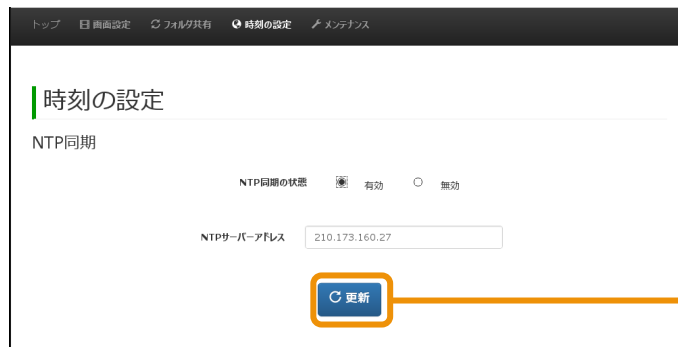 トップ 画面設定 フォルダ共有 時刻の設定 メンテナンス
時刻の設定
NTP同期
NTP同期の状態 有効 無効
NTPサーバーアドレス 210.173.160.27
更新